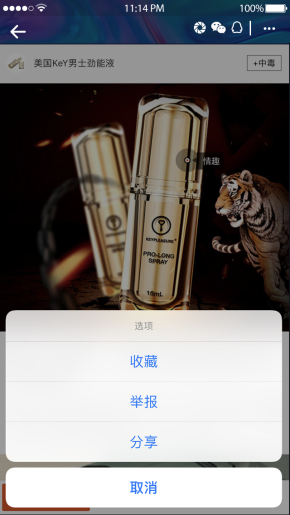 11:14 PM
100%
美国KeY男士劲能液
+中毒
情趣
KEYPLEASURE
PRO-LONG
SPRAY
16mL
选项
收藏
举报
分享
取消